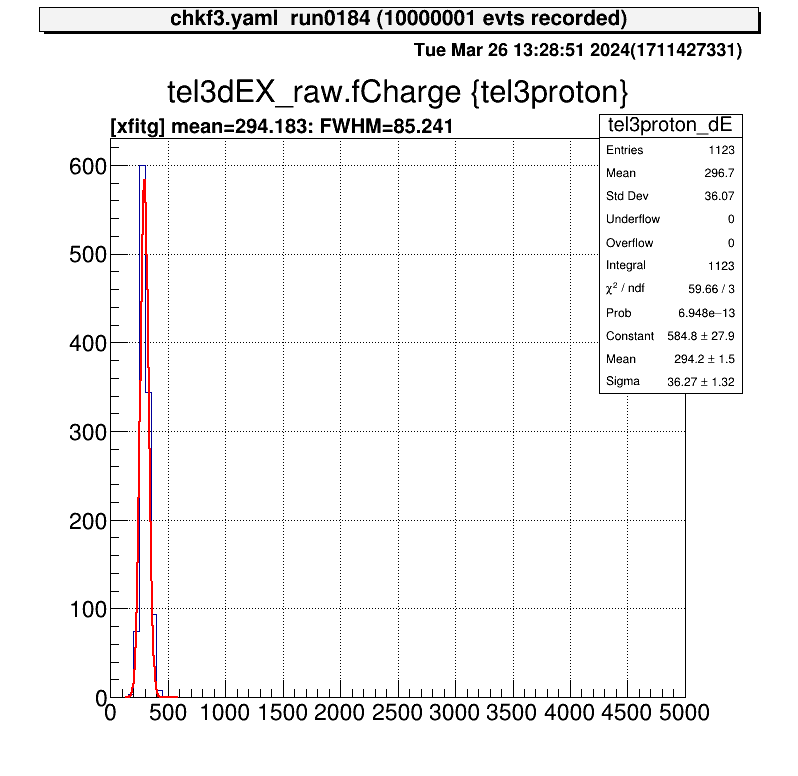 chkf3.yaml run0184 (10000001 evts recorded)
Tue Mar 26 13:28:51 2024(1711427331)
tel3dEX_raw.fCharge {tel3proton}
[xfitg] mean=294.183: FWHM=85.241
tel3proton_dE
Entries 1123
Mean 296.7
Std Dev 36.07
Underflow 0
Overflow 0
Integral 1123
χ² / ndf 59.66 / 3
Prob 6.948e−13
Constant 584.8 ± 27.9
Mean 294.2 ± 1.5
Sigma 36.27 ± 1.32
600
500
400
300
200
100
0
0 500 1000 1500 2000 2500 3000 3500 4000 4500 5000